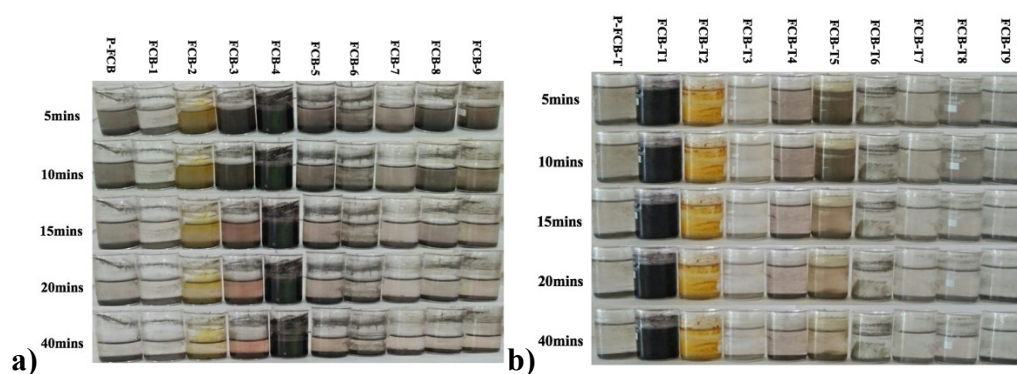 P-FCB
FCB-1
FCB-2
FCB-3
FCB-4
FCB-5
FCB-6
FCB-7
FCB-8
FCB-9
5mins
10mins
15mins
20mins
40mins
a)
P-FCB-T
FCB-T1
FCB-T2
FCB-T3
FCB-T4
FCB-T5
FCB-T6
FCB-T7
FCB-T8
FCB-T9
5mins
10mins
15mins
20mins
40mins
b)